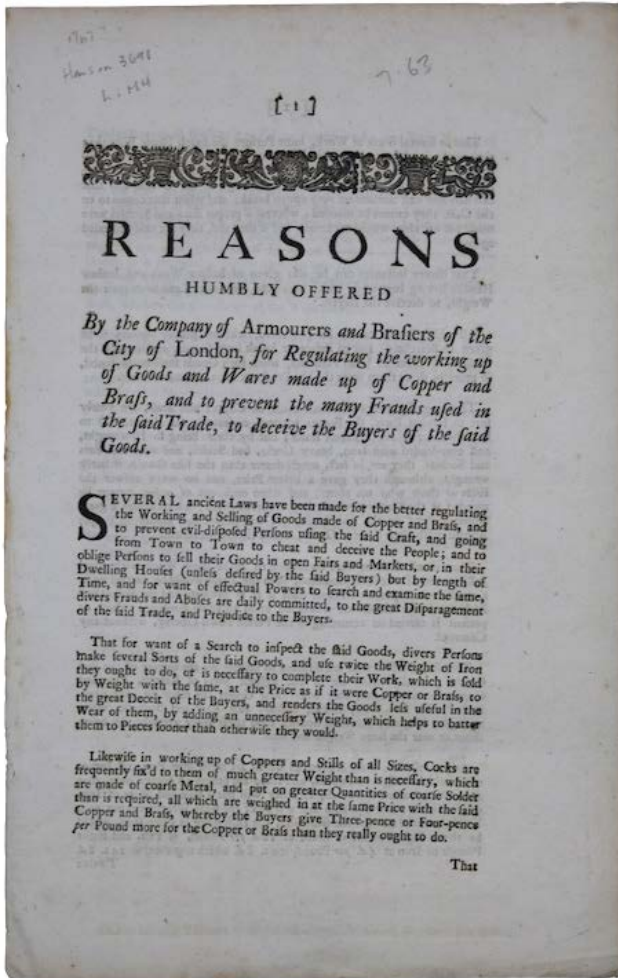 Hanson 3698
7.63
[ 1 ]
REASONS
HUMBLY OFFERED
By the Company of Armourers and Braſiers of the
City of London, for Regulating the working up
of Goods and Wares made up of Copper and
Braſs, and to prevent the many Frauds uſed in
the ſaid Trade, to deceive the Buyers of the ſaid
Goods.
SEVERAL ancient Laws have been made for the better regulating
the Working and Selling of Goods made of Copper and Braſs, and
to prevent evil-diſpoſed Perſons uſing the ſaid Craft, and going
from Town to Town to cheat and deceive the People; and to
oblige Perſons to ſell their Goods in open Fairs and Markets, or in their
Dwelling Houſes (unleſs deſired by the ſaid Buyers) but by length of
Time, and for want of effectual Powers to ſearch and examine the ſame,
divers Frauds and Abuſes are daily committed, to the great Diſparagement
of the ſaid Trade, and Prejudice to the Buyers.
That for want of a Search to inſpect the ſaid Goods, divers Perſons
make ſeveral Sorts of the ſaid Goods, and uſe twice the Weight of Iron
they ought to do, or is neceſſary to complete their Work, which is ſold
by Weight with the ſame, at the Price as if it were Copper or Braſs, to
the great Deceit of the Buyers, and renders the Goods leſs uſeful in the
Wear of them, by adding an unneceſſary Weight, which helps to batter
them to Pieces ſooner than otherwiſe they would.
Likewiſe in working up of Coppers and Stills of all Sizes, Cocks are
frequently fix'd to them of much greater Weight than is neceſſary, which
are made of coarſe Metal, and put on greater Quantities of coarſe Solder
than is required, all which are weighed in at the ſame Price with the ſaid
Copper and Braſs, whereby the Buyers give Three-pence or Four-pence
per Pound more for the Copper or Braſs than they really ought to do.
That